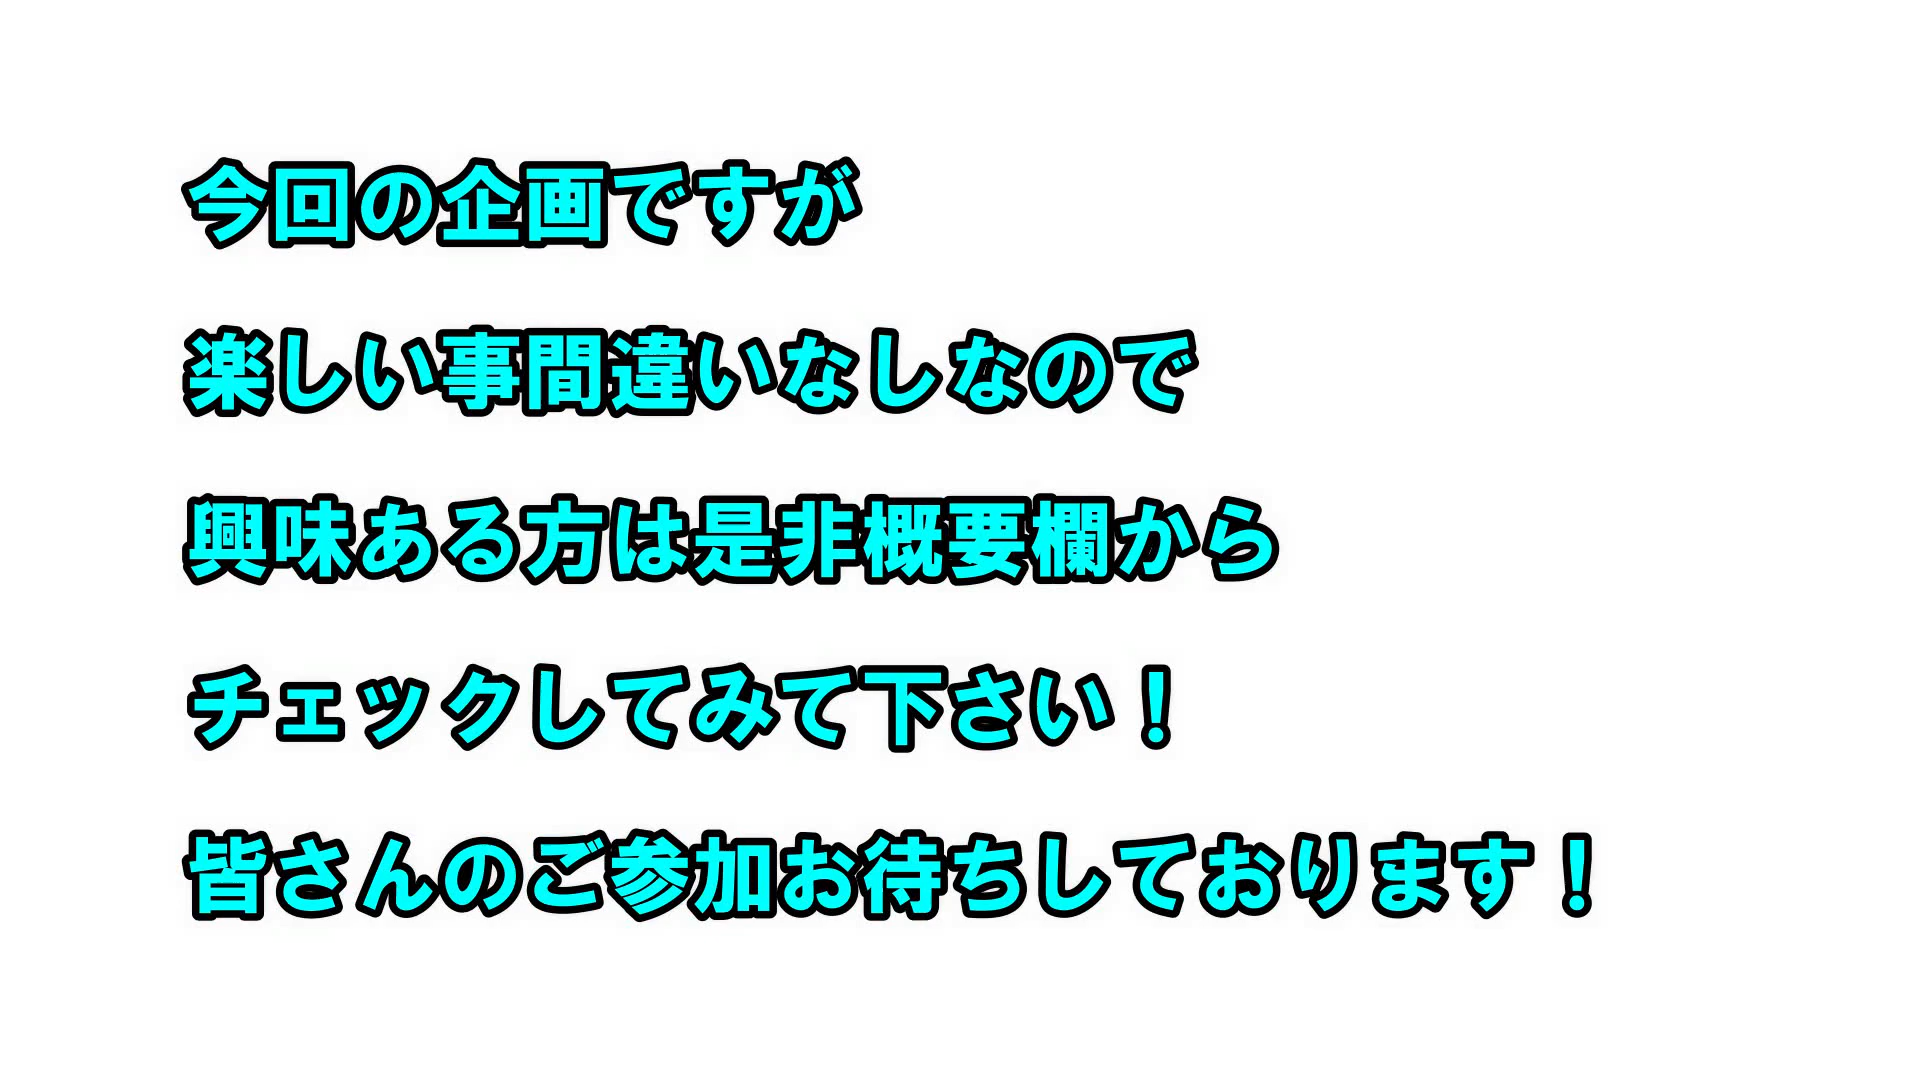 今回の企画ですが
楽しい事間違いなしなので
興味ある方は是非概要欄から
チェックしてみて下さい！
皆さんのご参加お待ちしております！